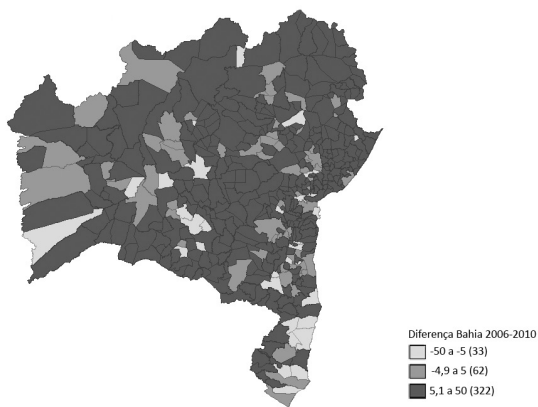 Diferença Bahia 2006-2010
-50 a -5 (33)
-4,9 a 5 (62)
5,1 a 50 (322)